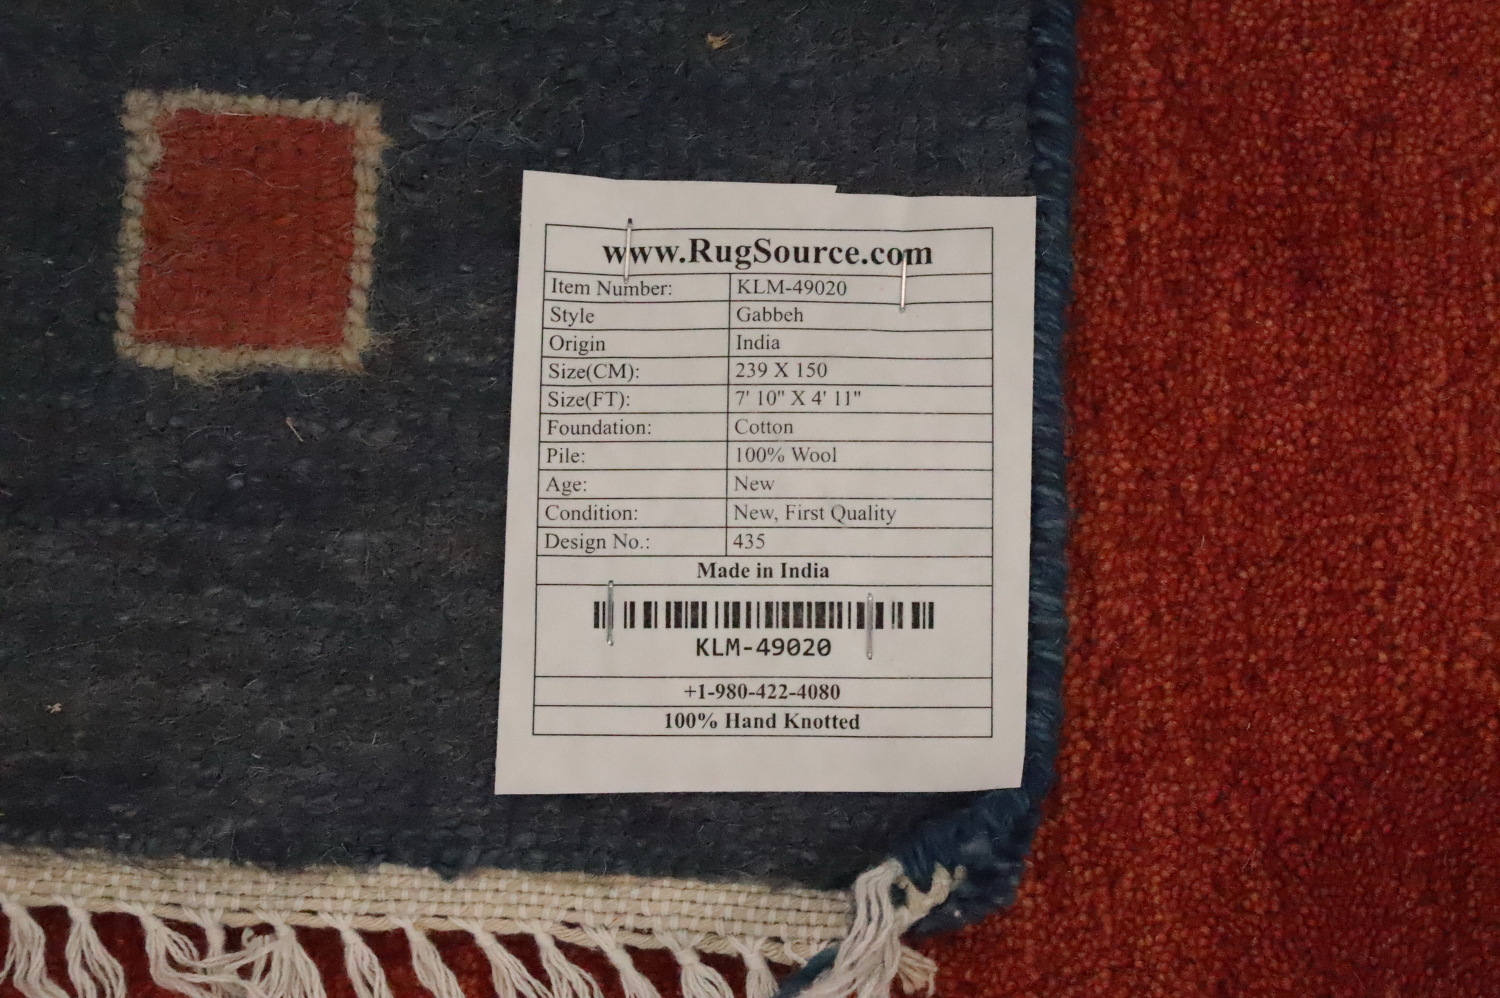 www.RugSource.com
Item Number: KLM-49020
Style Gabbeh
Origin India
Size(CM): 239 X 150
Size(FT): 7' 10" X 4' 11"
Foundation: Cotton
Pile: 100% Wool
Age: New
Condition: New, First Quality
Design No.: 435
Made in India
KLM-49020
+1-980-422-4080
100% Hand Knotted